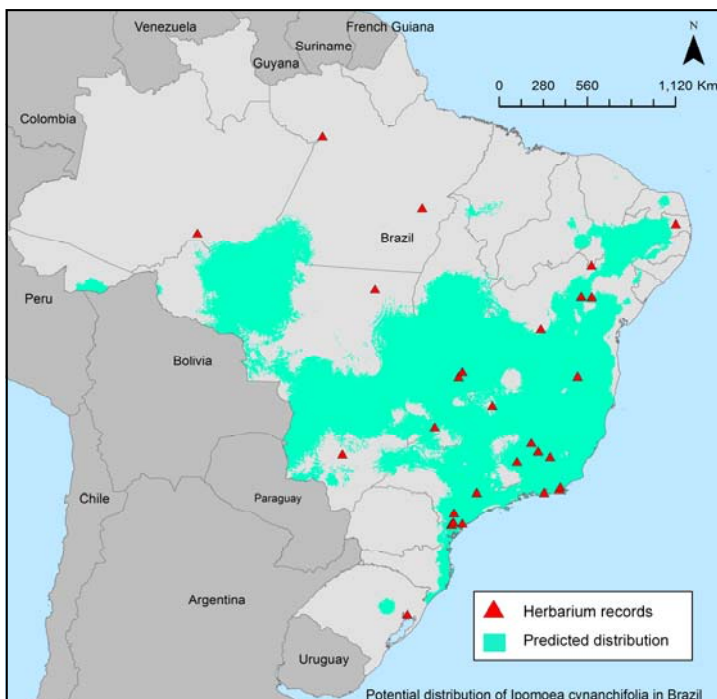 Venezuela
French Guiana
Suriname
Guyana
N
0 280 560 1,120 Km
Colombia
Brazil
Peru
Bolivia
Paraguay
Chile
Argentina
Herbarium records
Predicted distribution
Uruguay
Potential distribution of Ipomoea cynanchifolia in Brazil